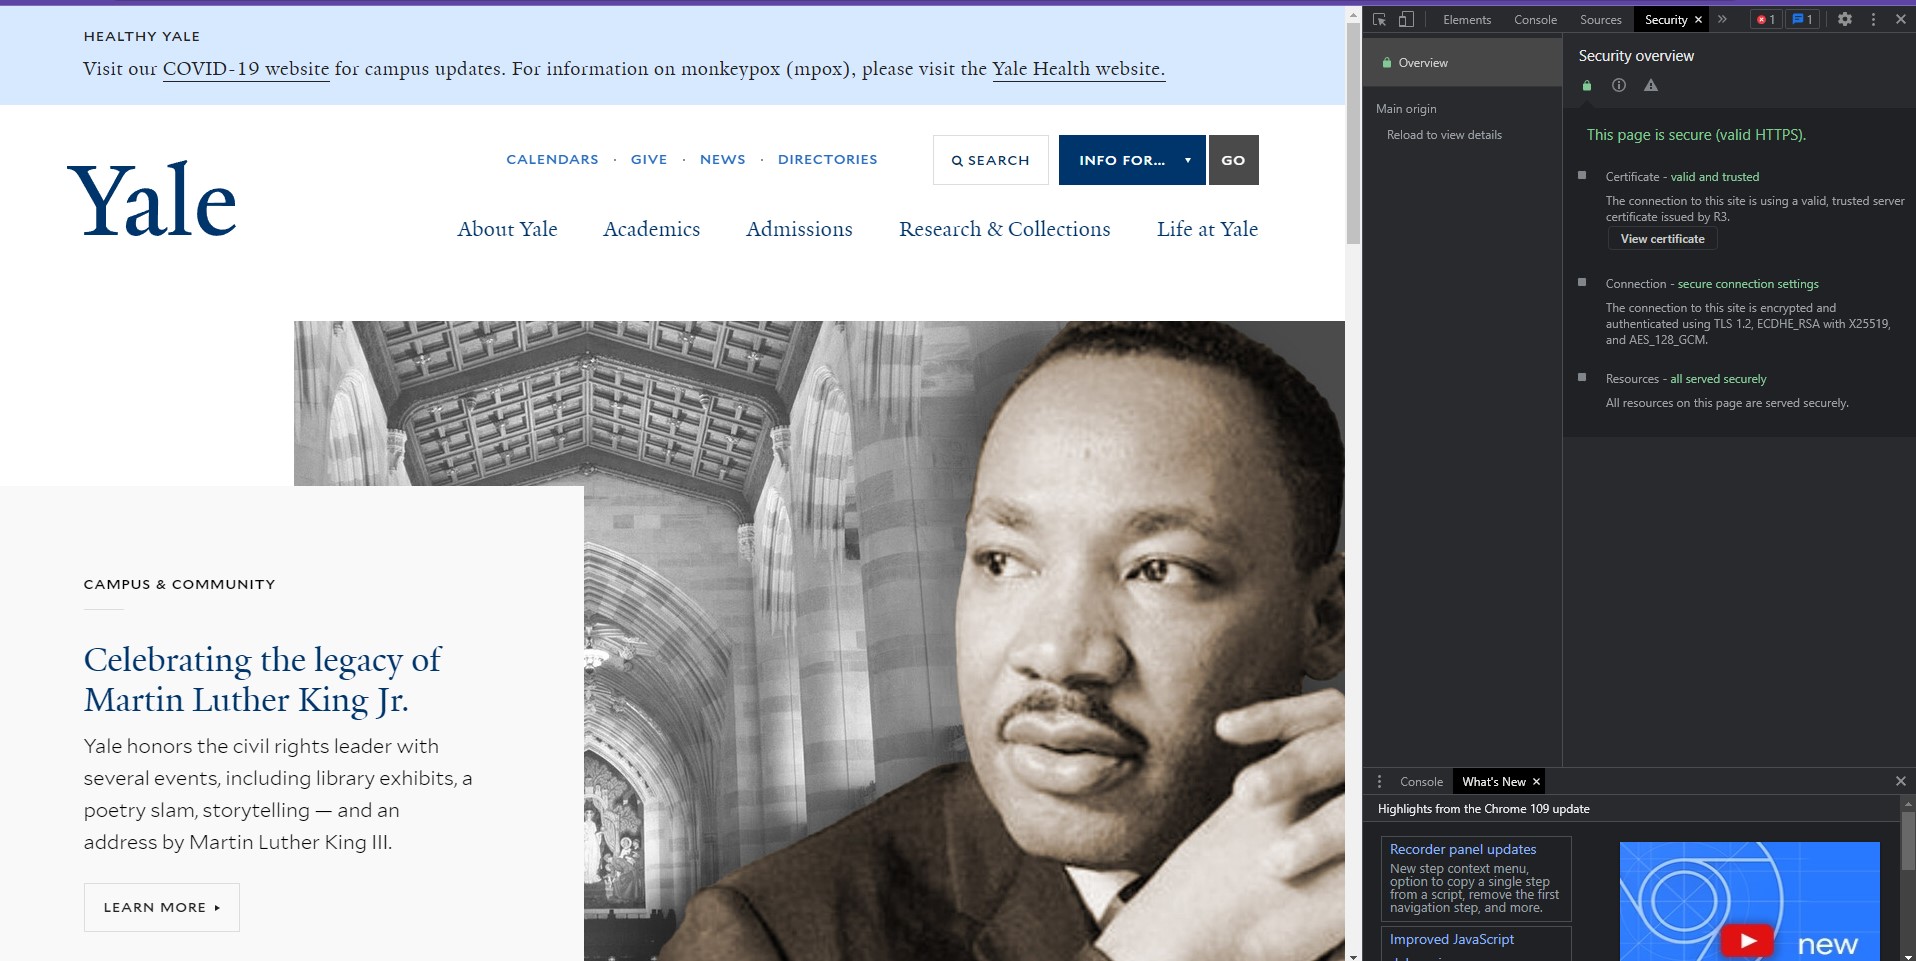 HEALTHY YALE
Visit our COVID-19 website for campus updates. For information on monkeypox (mpox), please visit the Yale Health website.
Yale
CALENDARS · GIVE · NEWS · DIRECTORIES
SEARCH
INFO FOR...
GO
About Yale
Academics
Admissions
Research & Collections
Life at Yale
CAMPUS & COMMUNITY
Celebrating the legacy of
Martin Luther King Jr.
Yale honors the civil rights leader with
several events, including library exhibits, a
poetry slam, storytelling — and an
address by Martin Luther King III.
LEARN MORE
Elements
Console
Sources
Security
1
1
Overview
Main origin
Reload to view details
Security overview
This page is secure (valid HTTPS).
Certificate - valid and trusted
The connection to this site is using a valid, trusted server
certificate issued by R3.
View certificate
Connection - secure connection settings
The connection to this site is encrypted and
authenticated using TLS 1.2, ECDHE_RSA with X25519,
and AES_128_GCM.
Resources - all served securely
All resources on this page are served securely.
Console
What's New
Highlights from the Chrome 109 update
Recorder panel updates
New step context menu,
option to copy a single step
from a script, remove the first
navigation step, and more.
Improved JavaScript
new